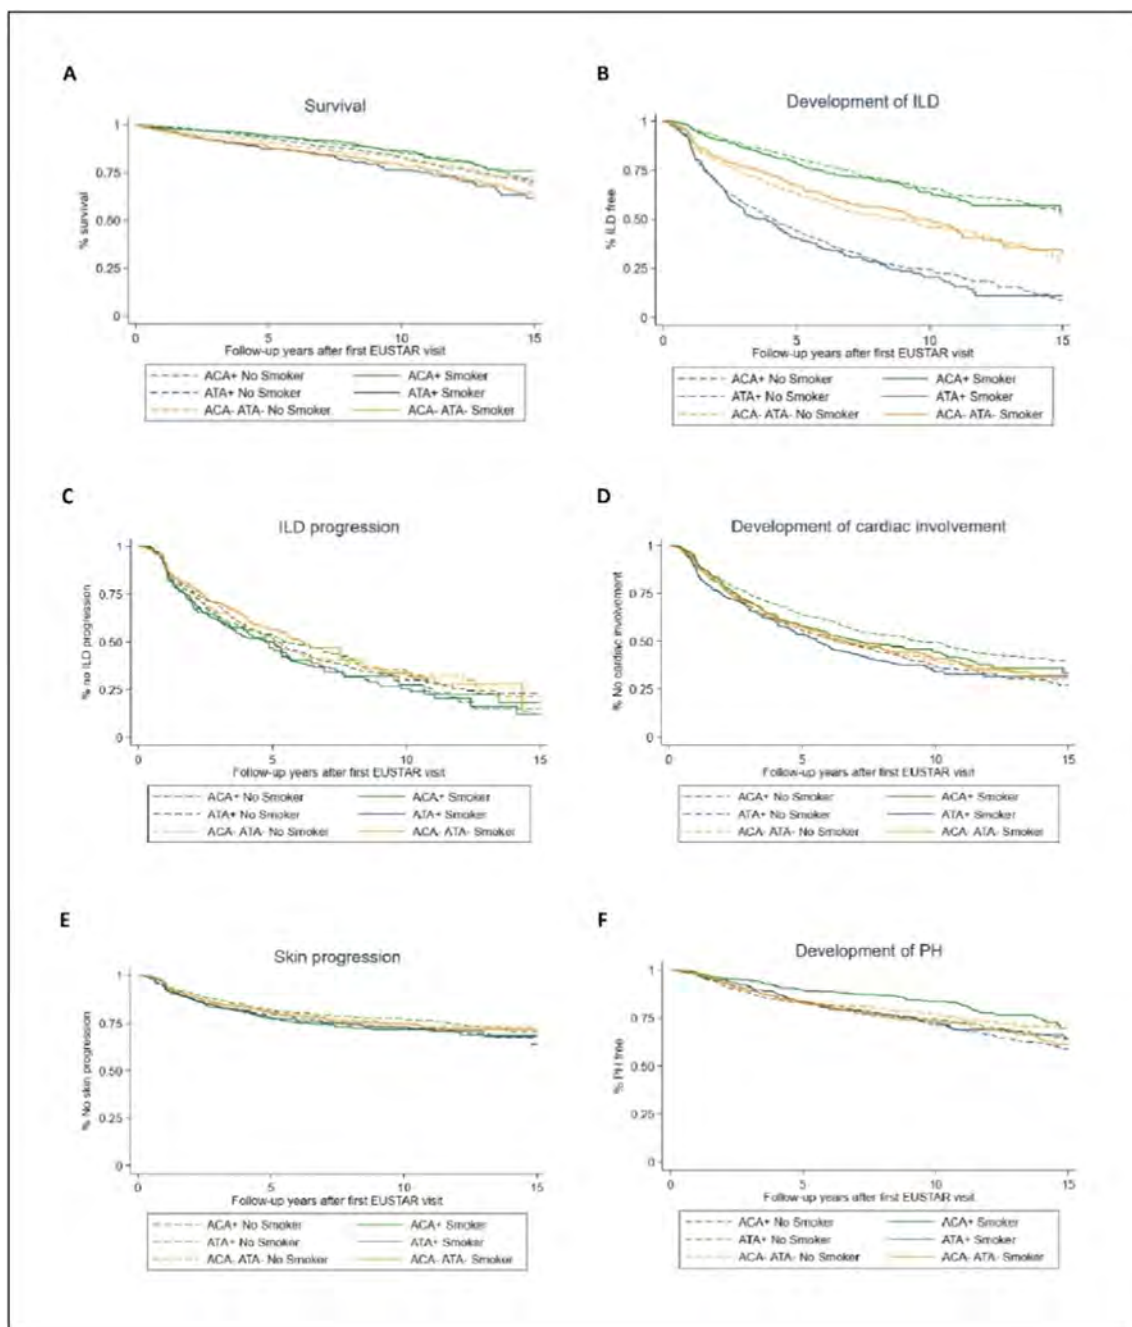 A
Survival
% survival
1
0.75
0.50
0.25
0
0 5 10 15
Follow-up years after first EUSTAR visit
ACA+ No Smoker ACA+ Smoker
ATA+ No Smoker ATA+ Smoker
ACA- ATA- No Smoker ACA- ATA- Smoker
B
Development of ILD
% ILD free
1
0.75
0.50
0.25
0
0 5 10 15
Follow-up years after first EUSTAR visit
ACA+ No Smoker ACA+ Smoker
ATA+ No Smoker ATA+ Smoker
ACA- ATA- No Smoker ACA- ATA- Smoker
C
ILD progression
% no ILD progression
1
0.75
0.50
0.25
0
0 5 10 15
Follow-up years after first EUSTAR visit
ACA+ No Smoker ACA+ Smoker
ATA+ No Smoker ATA+ Smoker
ACA- ATA- No Smoker ACA- ATA- Smoker
D
Development of cardiac involvement
% No cardiac involvement
1
0.75
0.50
0.25
0
0 5 10 15
Follow-up years after first EUSTAR visit
ACA+ No Smoker ACA+ Smoker
ATA+ No Smoker ATA+ Smoker
ACA- ATA- No Smoker ACA- ATA- Smoker
E
Skin progression
% No skin progression
1
0.75
0.50
0.25
0
0 5 10 15
Follow-up years after first EUSTAR visit
ACA+ No Smoker ACA+ Smoker
ATA+ No Smoker ATA+ Smoker
ACA- ATA- No Smoker ACA- ATA- Smoker
F
Development of PH
% PH free
1
0.75
0.50
0.25
0
0 5 10 15
Follow-up years after first EUSTAR visit
ACA+ No Smoker ACA+ Smoker
ATA+ No Smoker ATA+ Smoker
ACA- ATA- No Smoker ACA- ATA- Smoker